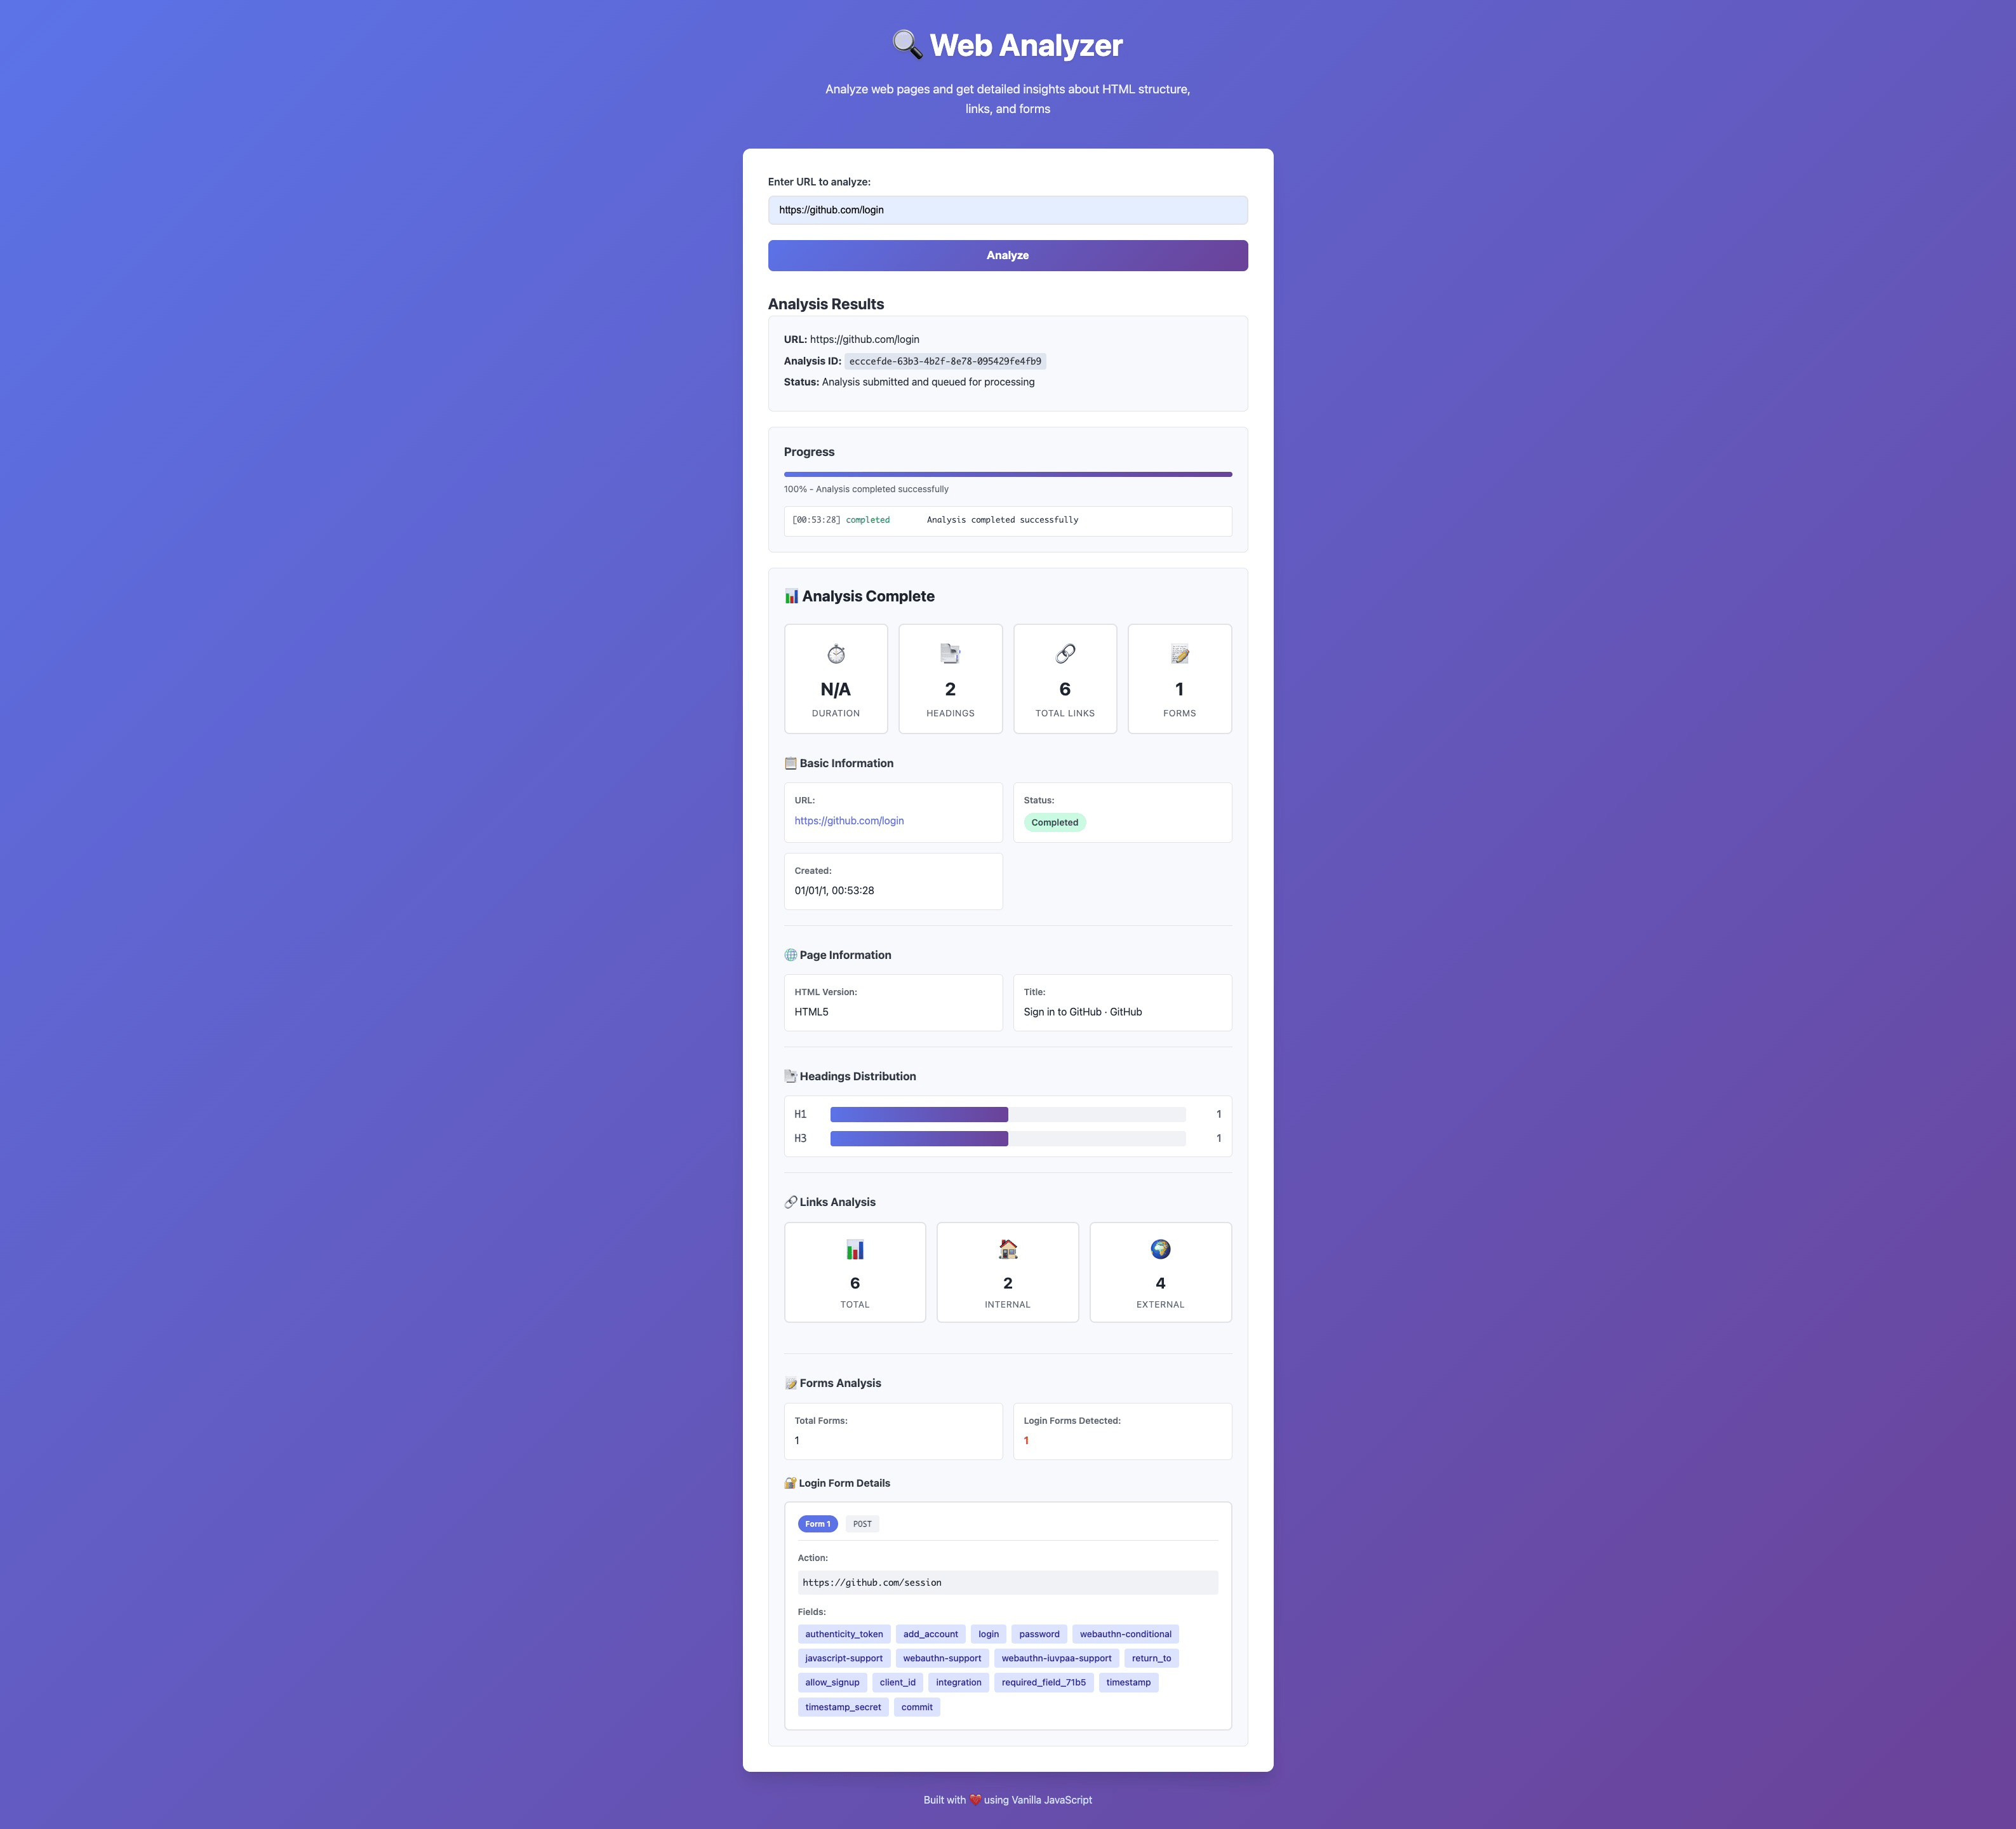 Web Analyzer
Analyze web pages and get detailed insights about HTML structure,
links, and forms
Enter URL to analyze:
https://github.com/login
Analyze
Analysis Results
URL: https://github.com/login
Analysis ID: ecccefde-63b3-4b2f-8e78-095429fe4fb9
Status: Analysis submitted and queued for processing
Progress
100% - Analysis completed successfully
[00:53:28] completed Analysis completed successfully
Analysis Complete
N/A
DURATION
2
HEADINGS
6
TOTAL LINKS
1
FORMS
Basic Information
URL:
https://github.com/login
Status:
Completed
Created:
01/01/1, 00:53:28
Page Information
HTML Version:
HTML5
Title:
Sign in to GitHub · GitHub
Headings Distribution
H1 1
H3 1
Links Analysis
6
TOTAL
2
INTERNAL
4
EXTERNAL
Forms Analysis
Total Forms:
1
Login Forms Detected:
1
Login Form Details
Form 1 POST
Action:
https://github.com/session
Fields:
authenticity_token add_account login password webauthn-conditional
javascript-support webauthn-support webauthn-iuvpaa-support return_to
allow_signup client_id integration required_field_71b5 timestamp
timestamp_secret commit
Built with ❤️ using Vanilla JavaScript